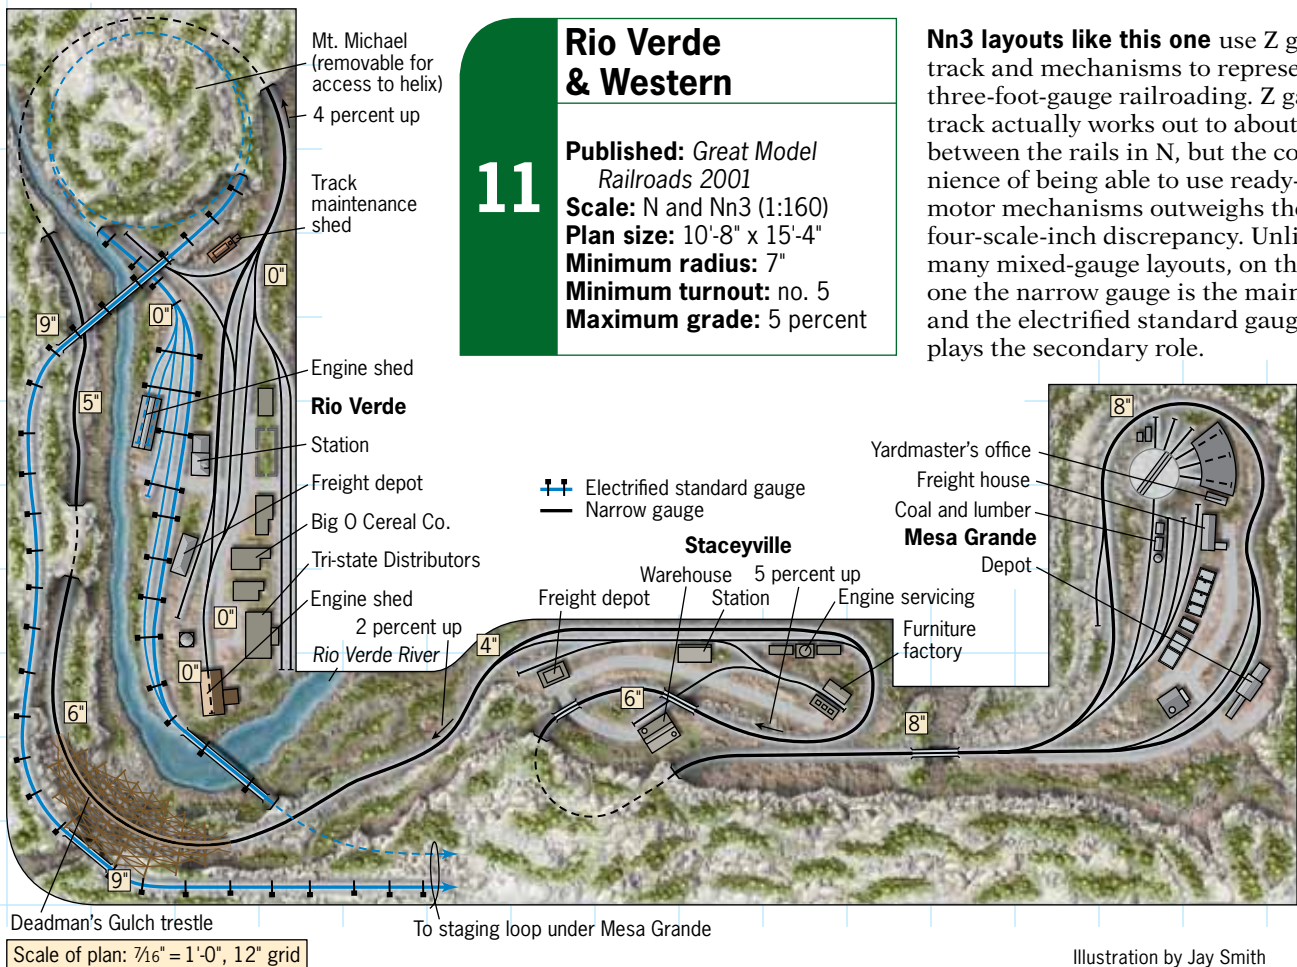 Mt. Michael
(removable for
access to helix)
4 percent up
Track
maintenance
shed
11
Rio Verde
& Western
Published: Great Model
Railroads 2001
Scale: N and Nn3 (1:160)
Plan size: 10'-8" x 15'-4"
Minimum radius: 7"
Minimum turnout: no. 5
Maximum grade: 5 percent
Nn3 layouts like this one use Z
track and mechanisms to
three-foot-gauge railroading. Z
track actually works out to about
between the rails in N, but the
nience of being able to use
motor mechanisms outweighs
four-scale-inch discrepancy.
many mixed-gauge layouts, on
one the narrow gauge is the main
and the electrified standard
plays the secondary role.
0"
0"
9"
5"
Engine shed
Rio Verde
Station
Freight depot
Big O Cereal Co.
Tri-state Distributors
Engine shed
2 percent up
Rio Verde River
0"
0"
6"
9"
4"
Electrified standard gauge
Narrow gauge
Staceyville
Warehouse
5 percent up
Freight depot
Station
Engine servicing
Furniture
factory
6"
8"
8"
Yardmaster's office
Freight house
Coal and lumber
Mesa Grande
Depot
Deadman's Gulch trestle
To staging loop under Mesa Grande
Scale of plan: 7/16" = 1'-0", 12" grid
Illustration by Jay Smith